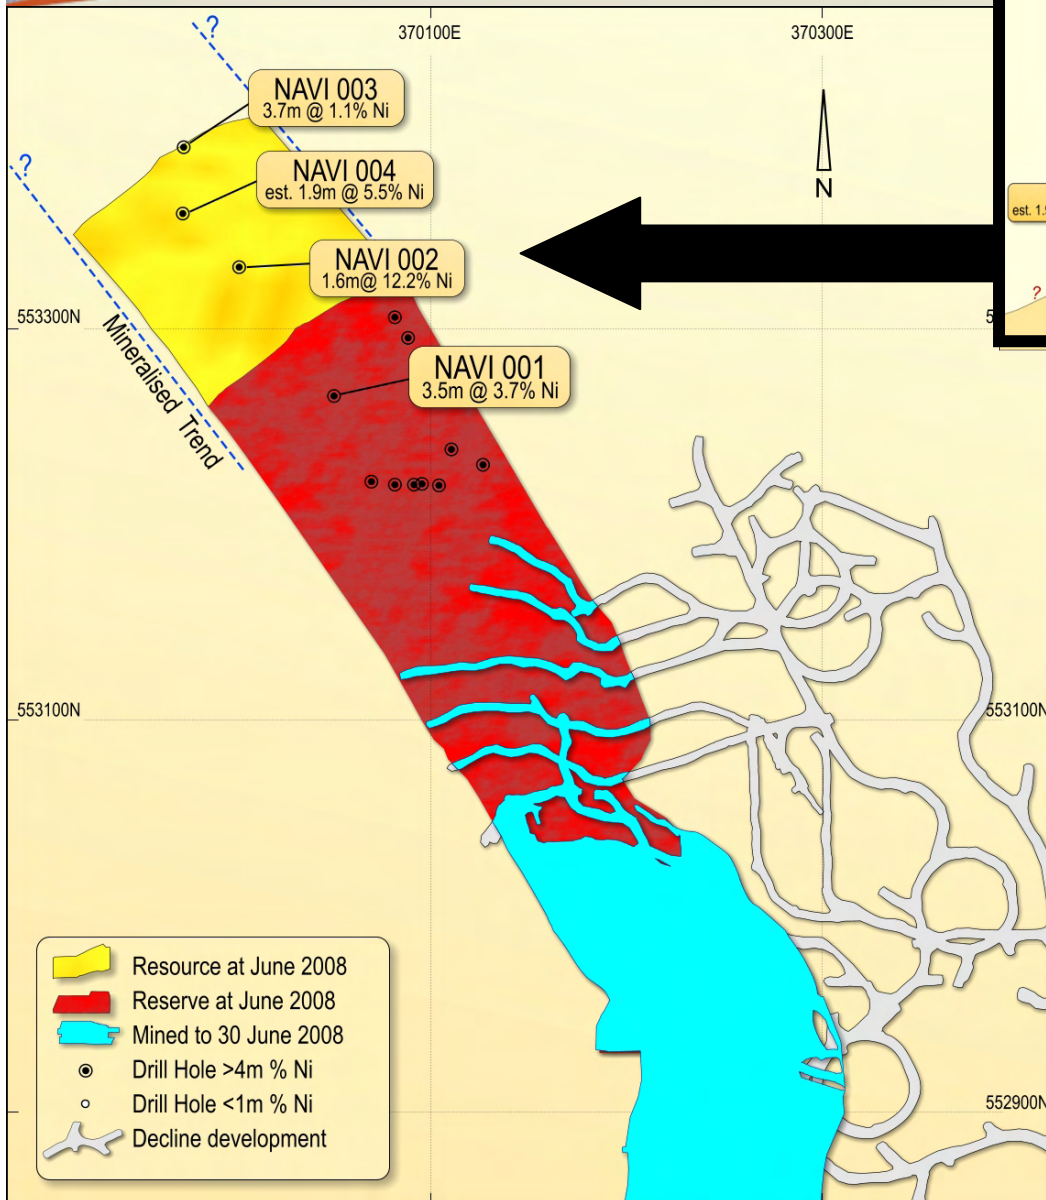 370100E
370300E
?
NAVI 003
3.7m @ 1.1% Ni
?
NAVI 004
est. 1.9m @ 5.5% Ni
N
est. 1.9
NAVI 002
1.6m@ 12.2% Ni
?
553300N
Mineralised Trend
NAVI 001
3.5m @ 3.7% Ni
553100N
553100N
Resource at June 2008
Reserve at June 2008
Mined to 30 June 2008
Drill Hole >4m % Ni
Drill Hole <1m % Ni
Decline development
552900N